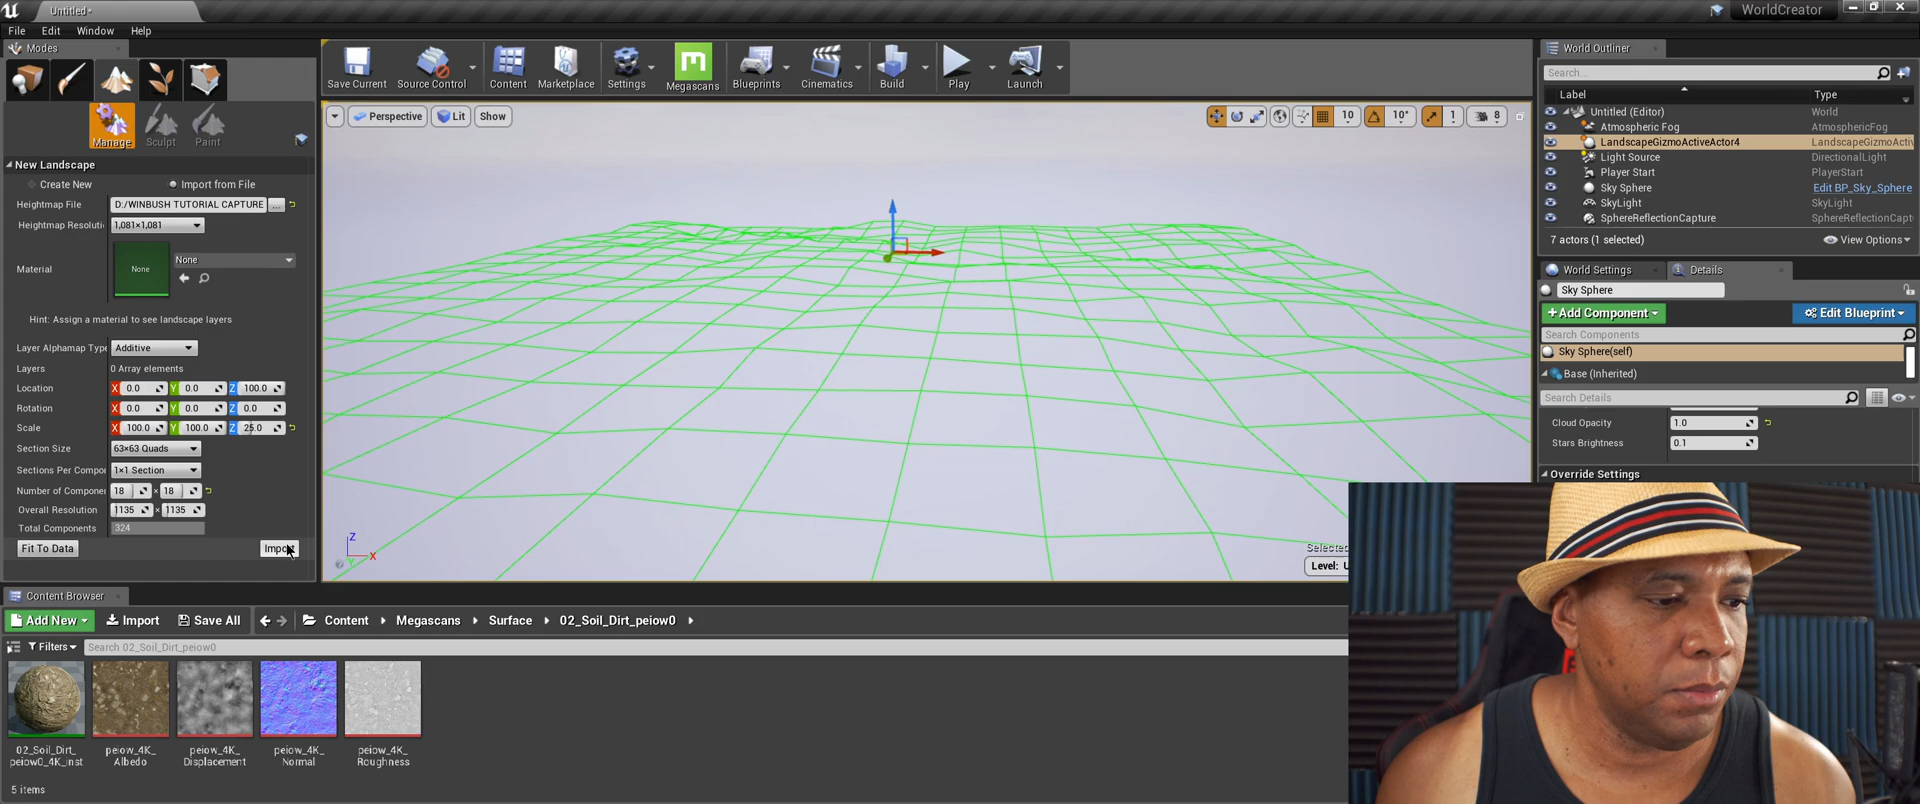 Untitled*
WorldCreator
File Edit Window Help
Modes
Manage
Sculpt
Paint
New Landscape
Create New
Import from File
Heightmap File
D:/WINBUSH TUTORIAL CAPTURE
...
Heightmap Resoluti
1,081×1,081
Material
None
None
Hint: Assign a material to see landscape layers
Layer Alphamap Type
Additive
Layers
0 Array elements
Location
X 0.0 Y 0.0 Z 100.0
Rotation
X 0.0 Y 0.0 Z 0.0
Scale
X 100.0 Y 100.0 Z 25.0
Section Size
63×63 Quads
Sections Per Compo
1×1 Section
Number of Compone
18 × 18
Overall Resolution
1135 × 1135
Total Components
324
Fit To Data
Impor
Save Current
Source Control
Content
Marketplace
Settings
Megascans
Blueprints
Cinematics
Build
Play
Launch
Perspective
Lit
Show
10
10°
1
8
Z
X
Y
Selected
Level: U
World Outliner
Search...
Label
Type
Untitled (Editor) World
Atmospheric Fog AtmosphericFog
LandscapeGizmoActiveActor4 LandscapeGizmoActiv
Light Source DirectionalLight
Player Start PlayerStart
Sky Sphere Edit BP_Sky_Sphere
SkyLight SkyLight
SphereReflectionCapture SphereReflectionCapt
7 actors (1 selected)
View Options
World Settings
Details
Sky Sphere
+Add Component
Edit Blueprint
Search Components
Sky Sphere(self)
Base (Inherited)
Search Details
Cloud Opacity
1.0
Stars Brightness
0.1
Override Settings
Content Browser
Add New
Import
Save All
Content
Megascans
Surface
02_Soil_Dirt_peiow0
Filters
Search 02_Soil_Dirt_peiow0
02_Soil_Dirt_
peiow0_4K_inst
peiow_4K_
Albedo
peiow_4K_
Displacement
peiow_4K_
Normal
peiow_4K_
Roughness
5 items